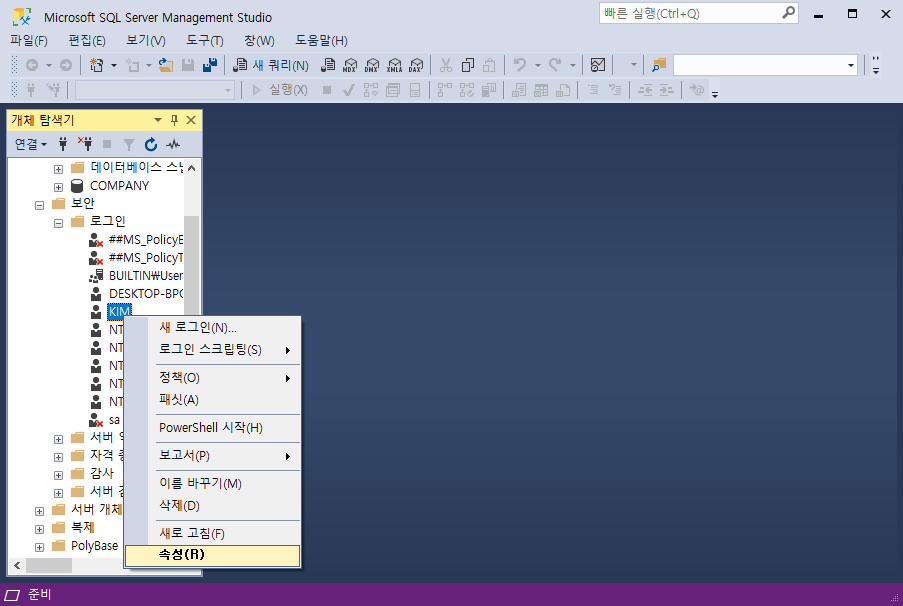 Microsoft SQL Server Management Studio
빠른 실행(Ctrl+Q)
파일(F) 편집(E) 보기(V) 도구(T) 창(W) 도움말(H)
새 쿼리(N) MDX DMX XMLA DAX
실행(X)
개체 탐색기
연결
데이터베이스 스냅
COMPANY
보안
로그인
##MS_PolicyE
##MS_PolicyT
BUILTIN₩User
DESKTOP-BPC
KIM
NT
NT
NT
NT
NT
sa
서버 역
자격 증
감사
서버 감
서버 개체
복제
PolyBase
새 로그인(N)...
로그인 스크립팅(S)
정책(O)
패싯(A)
PowerShell 시작(H)
보고서(P)
이름 바꾸기(M)
삭제(D)
새로 고침(F)
속성(R)
준비